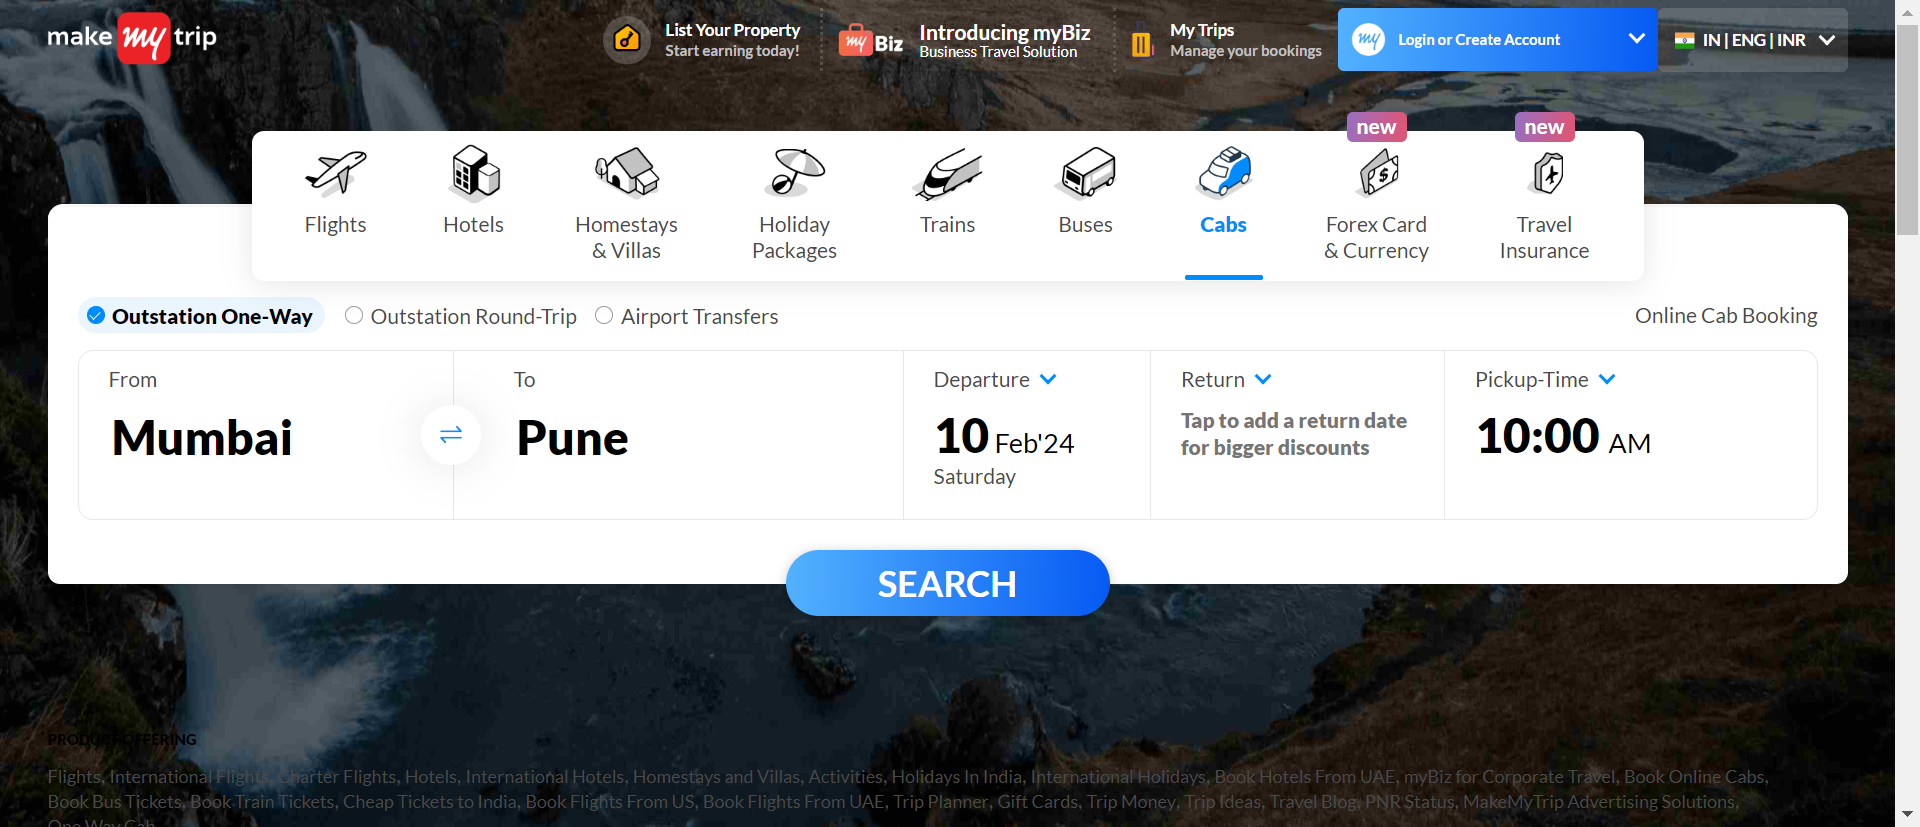 make my trip
List Your Property
Start earning today!
my Biz
Introducing myBiz
Business Travel Solution
My Trips
Manage your bookings
my
Login or Create Account
IN | ENG | INR
new
new
Flights
Hotels
Homestays
& Villas
Holiday
Packages
Trains
Buses
Cabs
Forex Card
& Currency
Travel
Insurance
Outstation One-Way
Outstation Round-Trip
Airport Transfers
Online Cab Booking
From
Mumbai
To
Pune
Departure
10 Feb'24
Saturday
Return
Tap to add a return date
for bigger discounts
Pickup-Time
10:00 AM
SEARCH
PRODUCT OFFERING
Flights, International Flights, Charter Flights, Hotels, International Hotels, Homestays and Villas, Activities, Holidays In India, International Holidays, Book Hotels From UAE, myBiz for Corporate Travel, Book Online Cabs,
Book Bus Tickets, Book Train Tickets, Cheap Tickets to India, Book Flights From US, Book Flights From UAE, Trip Planner, Gift Cards, Trip Money, Trip Ideas, Travel Blog, PNR Status, MakeMyTrip Advertising Solutions,
One Way Cab